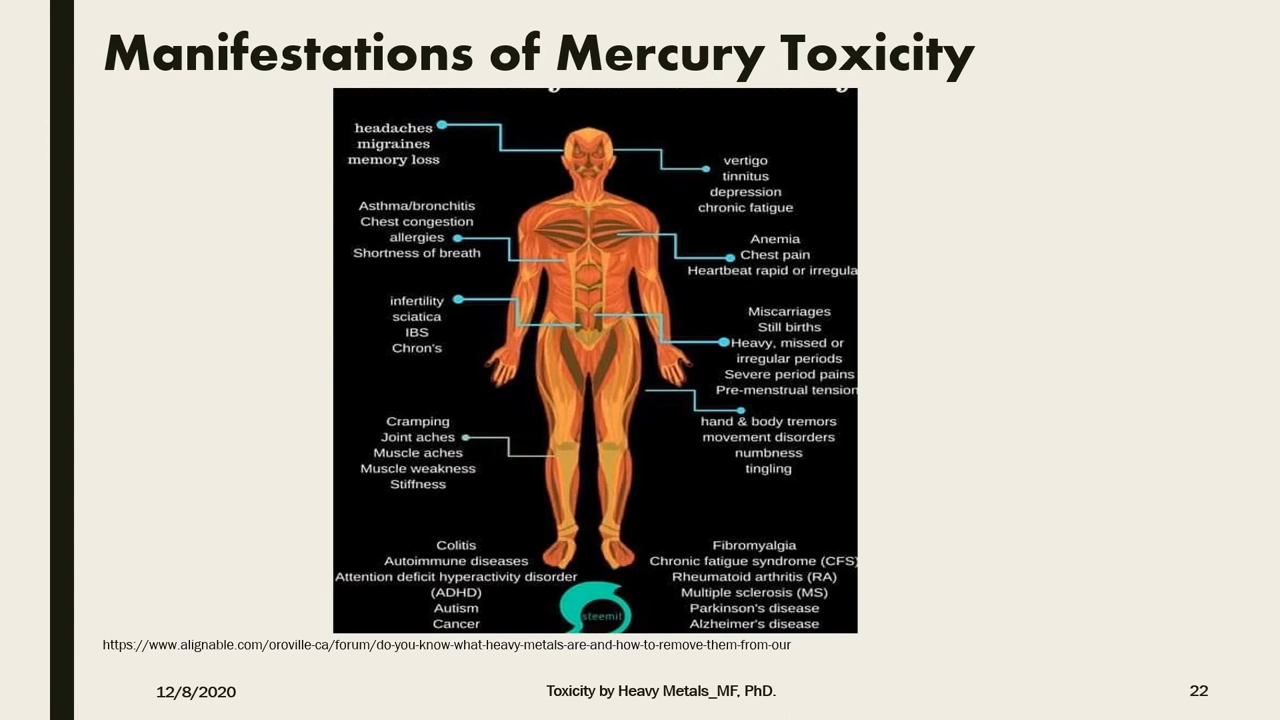 Manifestations of Mercury Toxicity
headaches
migraines
memory loss
vertigo
tinnitus
depression
chronic fatigue
Asthma/bronchitis
Chest congestion
allergies
Shortness of breath
Anemia
Chest pain
Heartbeat rapid or irregula
infertility
sciatica
IBS
Chron's
Miscarriages
Still births
Heavy, missed or
irregular periods
Severe period pains
Pre-menstrual tension
Cramping
Joint aches
Muscle aches
Muscle weakness
Stiffness
hand & body tremors
movement disorders
numbness
tingling
Colitis
Autoimmune diseases
Attention deficit hyperactivity disorder
(ADHD)
Autism
Cancer
steemit
Fibromyalgia
Chronic fatigue syndrome (CFS)
Rheumatoid arthritis (RA)
Multiple sclerosis (MS)
Parkinson's disease
Alzheimer's disease
https://www.alignable.com/oroville-ca/forum/do-you-know-what-heavy-metals-are-and-how-to-remove-them-from-our
12/8/2020
Toxicity by Heavy Metals_MF, PhD.
22